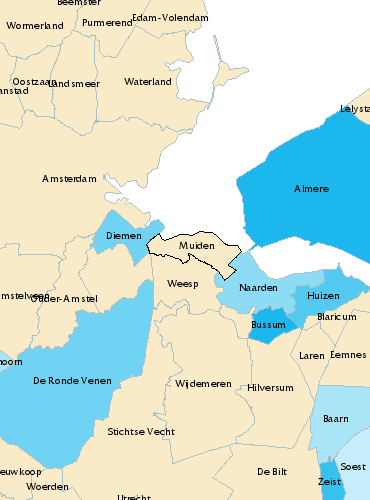 Beemster
Edam-Volendam
Purmerend
Wormerland
Oostzaan
Landsmeer
Waterland
anstad
Lelysta
Amsterdam
Almere
Diemen
Muiden
Weesp
Naarden
Huizen
mstelveen
Ouder-Amstel
Blaricum
Bussum
Laren
Eemnes
hoorn
De Ronde Venen
Wijdemeren
Hilversum
Baarn
Stichtse Vecht
De Bilt
Soest
euwkoop
Zeist
Woerden
Utrecht